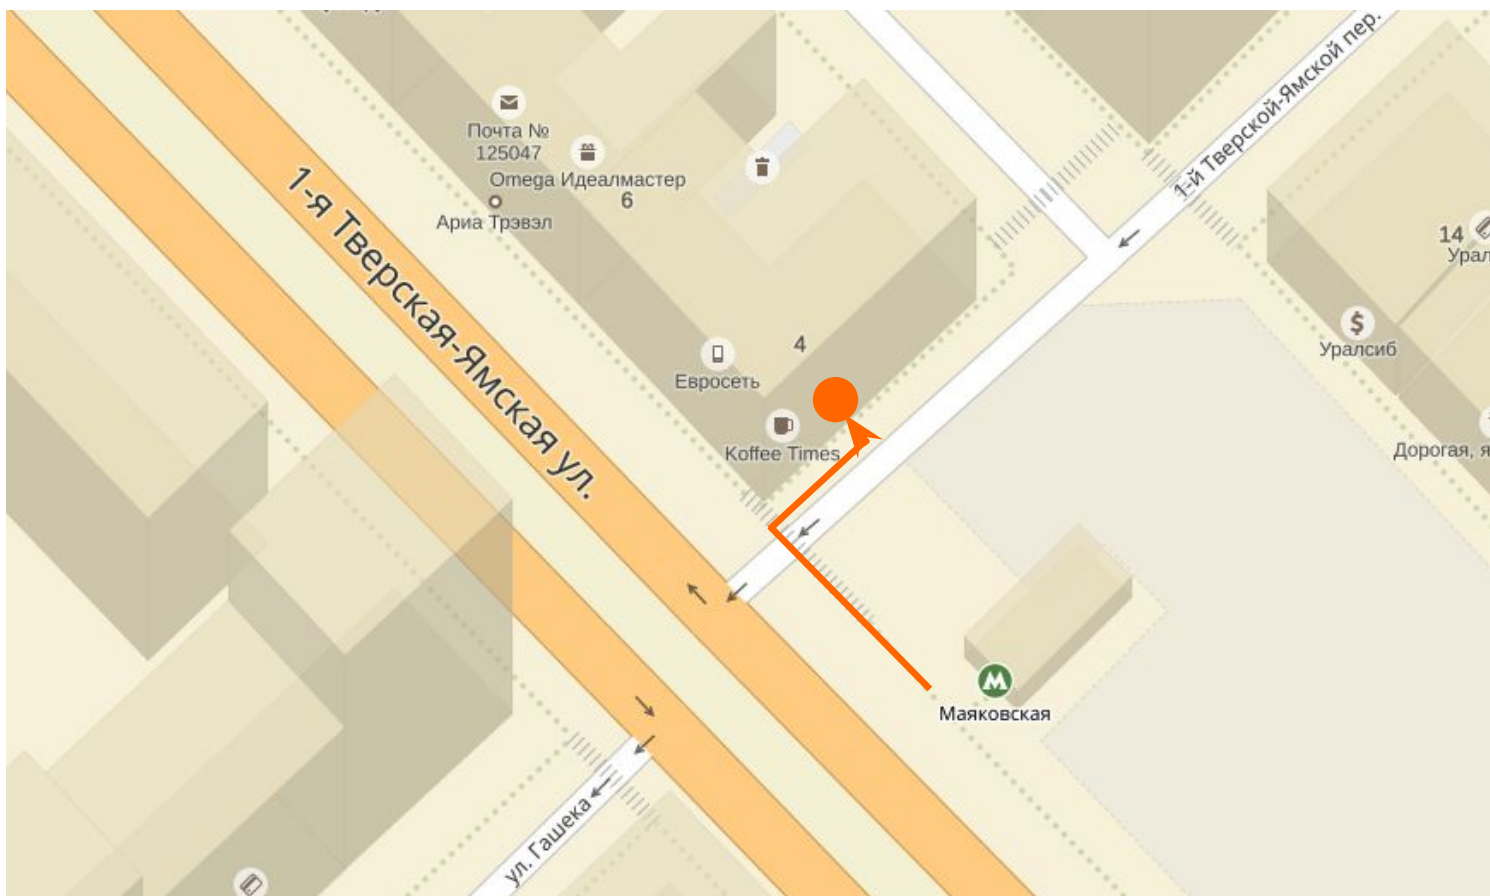 1-й Тверской-Ямской пер.
Почта №
125047
Omega Идеалмастер
6
Ариа Трэвэл
1-я Тверская-Ямская ул.
14
Урал
$
Уралсиб
4
Евросеть
Koffee Times
Дорогая, я
М
Маяковская
ул. Гашека